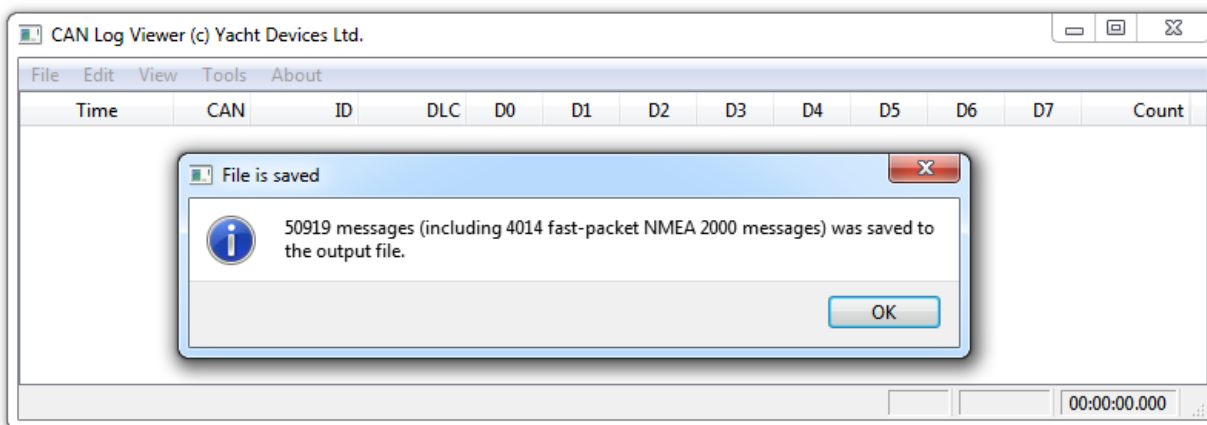 CAN Log Viewer (c) Yacht Devices Ltd.
File Edit View Tools About
Time CAN ID DLC D0 D1 D2 D3 D4 D5 D6 D7 Count
File is saved
50919 messages (including 4014 fast-packet NMEA 2000 messages) was saved to
the output file.
OK
00:00:00.000